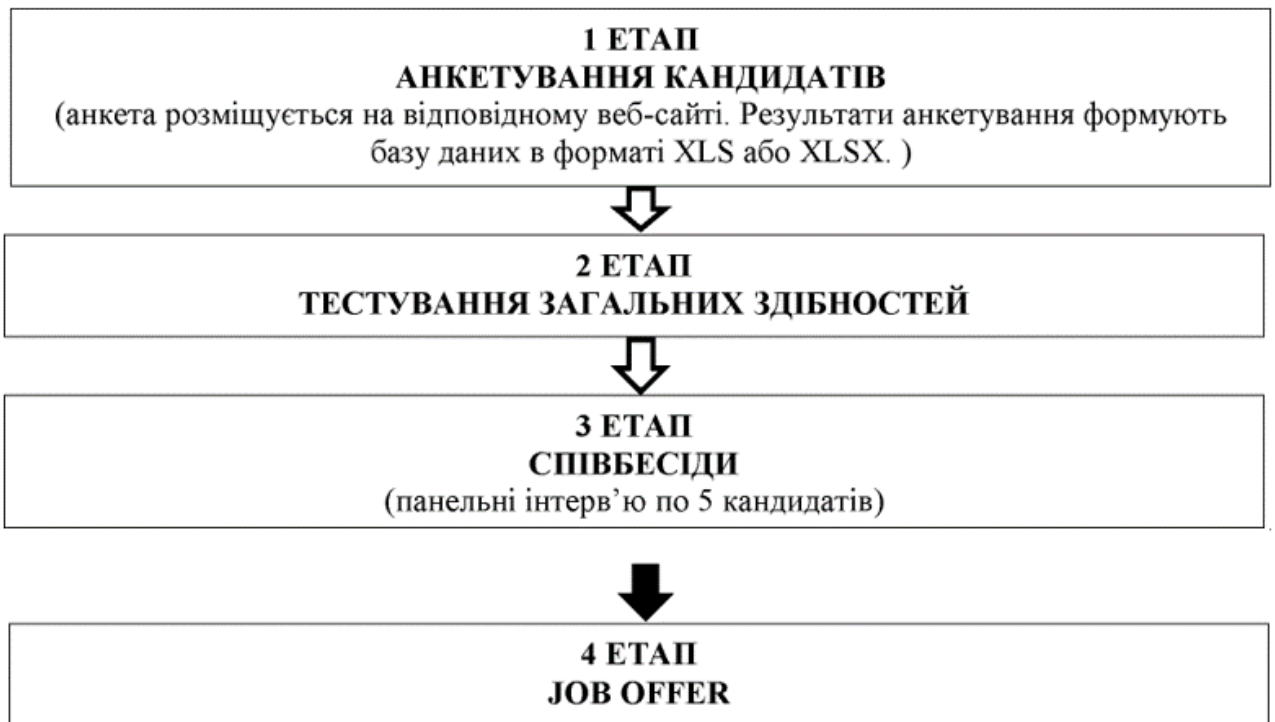 1 ЕТАП
АНКЕТУВАННЯ КАНДИДАТІВ
(анкета розміщується на відповідному веб-сайті. Результати анкетування формують
базу даних в форматі XLS або XLSX. )
2 ЕТАП
ТЕСТУВАННЯ ЗАГАЛЬНИХ ЗДІБНОСТЕЙ
3 ЕТАП
СПІВБЕСІДИ
(панельні інтерв’ю по 5 кандидатів)
4 ЕТАП
JOB OFFER